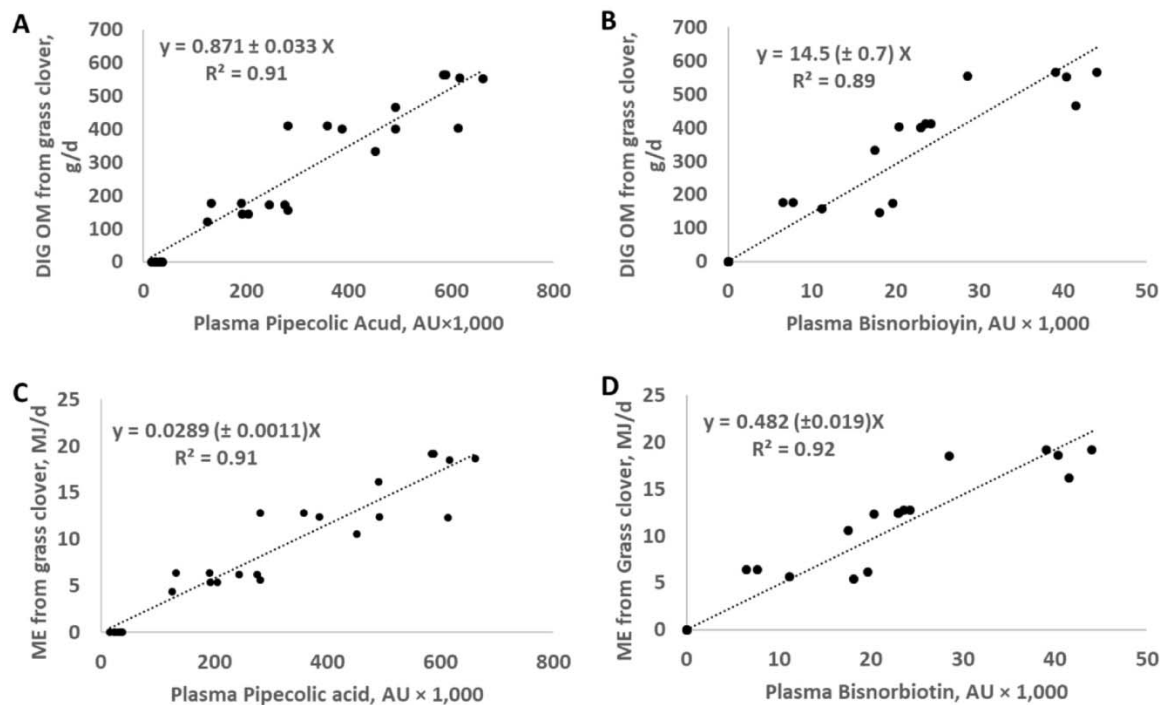 A
DIG OM from grass clover,
g/d
700
600
500
400
300
200
100
0
y = 0.871 ± 0.033 X
R² = 0.91
0 200 400 600 800
Plasma Pipecolic Acud, AU×1,000
B
DIG OM from grass clover,
g/d
700
600
500
400
300
200
100
0
y = 14.5 (± 0.7) X
R² = 0.89
0 10 20 30 40 50
Plasma Bisnorbioyin, AU × 1,000
C
ME from grass clover, MJ/d
25
20
15
10
5
0
y = 0.0289 (± 0.0011)X
R² = 0.91
0 200 400 600 800
Plasma Pipecolic acid, AU × 1,000
D
ME from Grass clover, MJ/d
25
20
15
10
5
0
y = 0.482 (±0.019)X
R² = 0.92
0 10 20 30 40 50
Plasma Bisnorbiotin, AU × 1,000